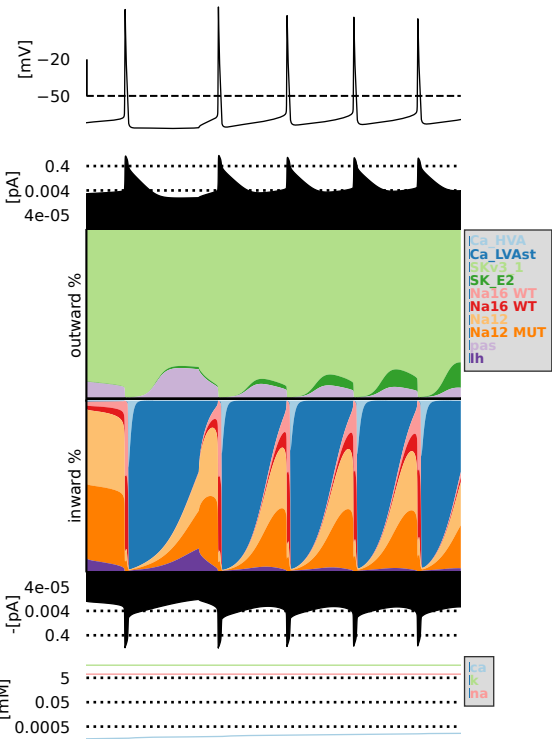 [mV]
−20
−50
[pA]
0.4
0.004
4e-05
outward %
Ca_HVA
Ca_LVAst
SKv3_1
SK_E2
Na16 WT
Na16 WT
Na12
Na12 MUT
pas
Ih
inward %
-[pA]
4e-05
0.004
0.4
[mM]
5
0.05
0.0005
ca
k
na